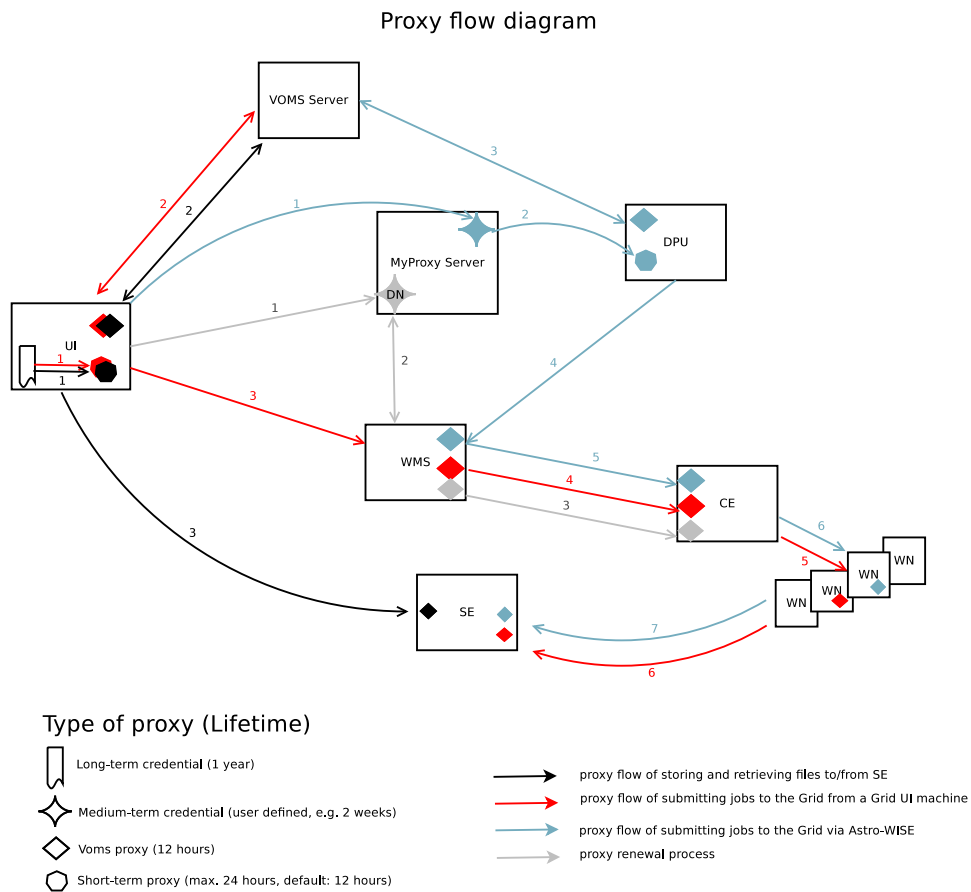 Proxy flow diagram
VOMS Server
3
2
2
1
2
DPU
MyProxy Server
DN
1
UI
1
1
2
4
3
WMS
5
4
3
CE
3
6
5
WN
WN
WN
WN
SE
7
6
Type of proxy (Lifetime)
Long-term credential (1 year)
Medium-term credential (user defined, e.g. 2 weeks)
Voms proxy (12 hours)
Short-term proxy (max. 24 hours, default: 12 hours)
proxy flow of storing and retrieving files to/from SE
proxy flow of submitting jobs to the Grid from a Grid UI machine
proxy flow of submitting jobs to the Grid via Astro-WISE
proxy renewal process